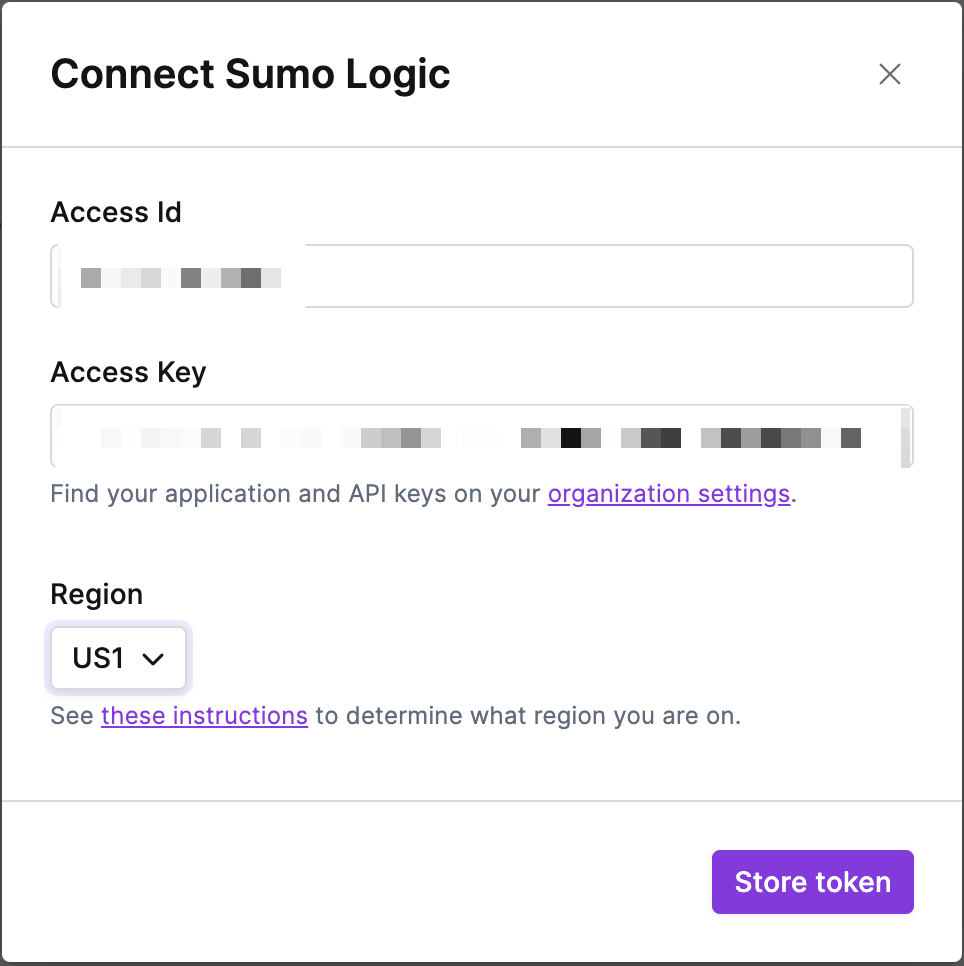 Connect Sumo Logic
Access Id
Access Key
Find your application and API keys on your organization settings.
Region
US1
See these instructions to determine what region you are on.
Store token